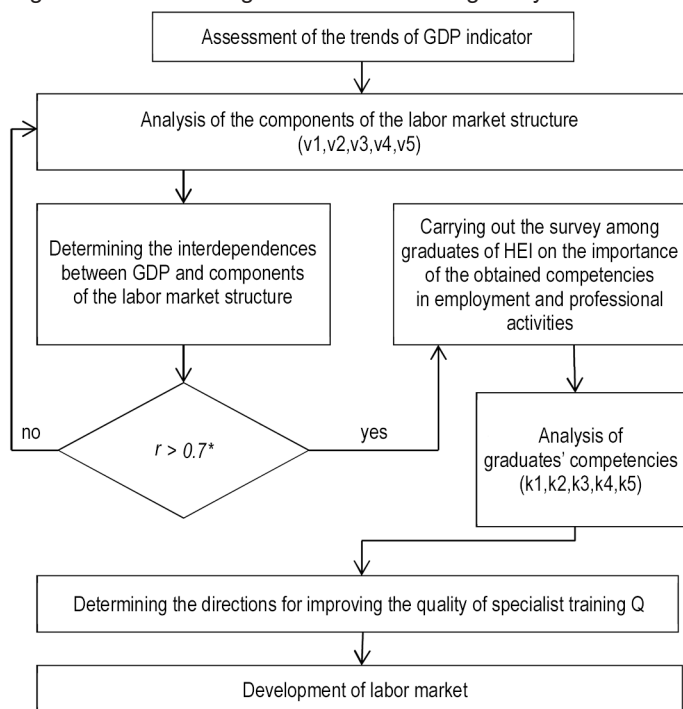 Assessment of the trends of GDP indicator
Analysis of the components of the labor market structure
(v1,v2,v3,v4,v5)
Determining the interdependences
between GDP and components
of the labor market structure
Carrying out the survey among
graduates of HEI on the importance
of the obtained competencies
in employment and professional
activities
no
r > 0.7*
yes
Analysis of
graduates' competencies
(k1,k2,k3,k4,k5)
Determining the directions for improving the quality of specialist training Q
Development of labor market